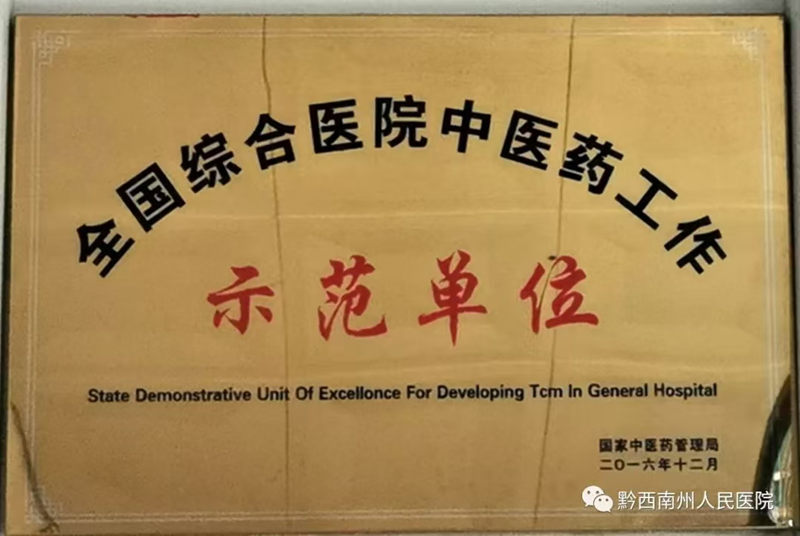 全国综合医院中医药工作
示范单位
State Demonstrative Unit Of Excellonce For Developing Tcm In General Hospital
国家中医药管理局
二〇一六年十二月
黔西南州人民医院